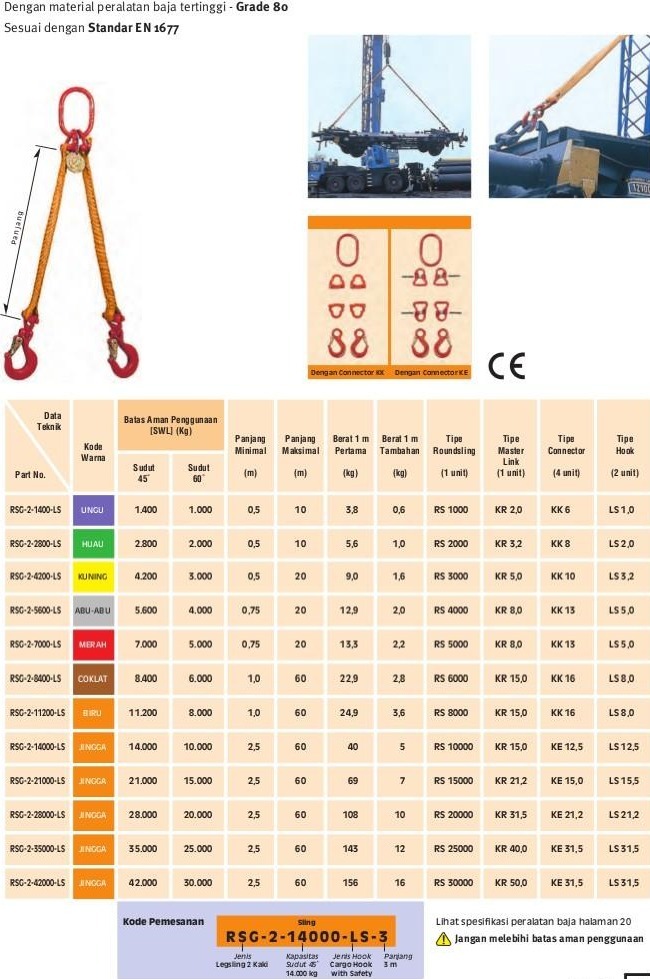 Dengan material peralatan baja tertinggi - Grade 80
Sesuai dengan Standar EN 1677
Panjang
Dengan Connector KK Dengan Connector KE
CE
Data Teknik
Part No.
Kode Warna
Batas Aman Penggunaan [SWL] (Kg)
Sudut 45° Sudut 60°
Panjang Minimal (m)
Panjang Maksimal (m)
Berat 1 m Pertama (kg)
Berat 1 m Tambahan (kg)
Tipe Roundsling (1 unit)
Tipe Master Link (1 unit)
Tipe Connector (4 unit)
Tipe Hook (2 unit)
RSG-2-1400-LS UNGU 1.400 1.000 0,5 10 3,8 0,6 RS 1000 KR 2,0 KK 6 LS 1,0
RSG-2-2800-LS HIJAU 2.800 2.000 0,5 10 5,6 1,0 RS 2000 KR 3,2 KK 8 LS 2,0
RSG-2-4200-LS KUNING 4.200 3.000 0,5 20 9,0 1,6 RS 3000 KR 5,0 KK 10 LS 3,2
RSG-2-5600-LS ABU-ABU 5.600 4.000 0,75 20 12,9 2,0 RS 4000 KR 8,0 KK 13 LS 5,0
RSG-2-7000-LS MERAH 7.000 5.000 0,75 20 13,3 2,2 RS 5000 KR 8,0 KK 13 LS 5,0
RSG-2-8400-LS COKLAT 8.400 6.000 1,0 60 22,9 2,8 RS 6000 KR 15,0 KK 16 LS 8,0
RSG-2-11200-LS BIRU 11.200 8.000 1,0 60 24,9 3,6 RS 8000 KR 15,0 KK 16 LS 8,0
RSG-2-14000-LS JINGGA 14.000 10.000 2,5 60 40 5 RS 10000 KR 15,0 KE 12,5 LS 12,5
RSG-2-21000-LS JINGGA 21.000 15.000 2,5 60 69 7 RS 15000 KR 21,2 KE 15,0 LS 15,5
RSG-2-28000-LS JINGGA 28.000 20.000 2,5 60 108 10 RS 20000 KR 31,5 KE 21,2 LS 21,2
RSG-2-35000-LS JINGGA 35.000 25.000 2,5 60 143 12 RS 25000 KR 40,0 KE 31,5 LS 31,5
RSG-2-42000-LS JINGGA 42.000 30.000 2,5 60 156 16 RS 30000 KR 50,0 KE 31,5 LS 31,5
Kode Pemesanan
Sling
RSG-2-14000-LS-3
Jenis Legsling 2 Kaki
Kapasitas Sudut 45° 14.000 kg
Jenis Hook Cargo Hook with Safety
Panjang 3 m
Lihat spesifikasi peralatan baja halaman 20
Jangan melebihi batas aman penggunaan